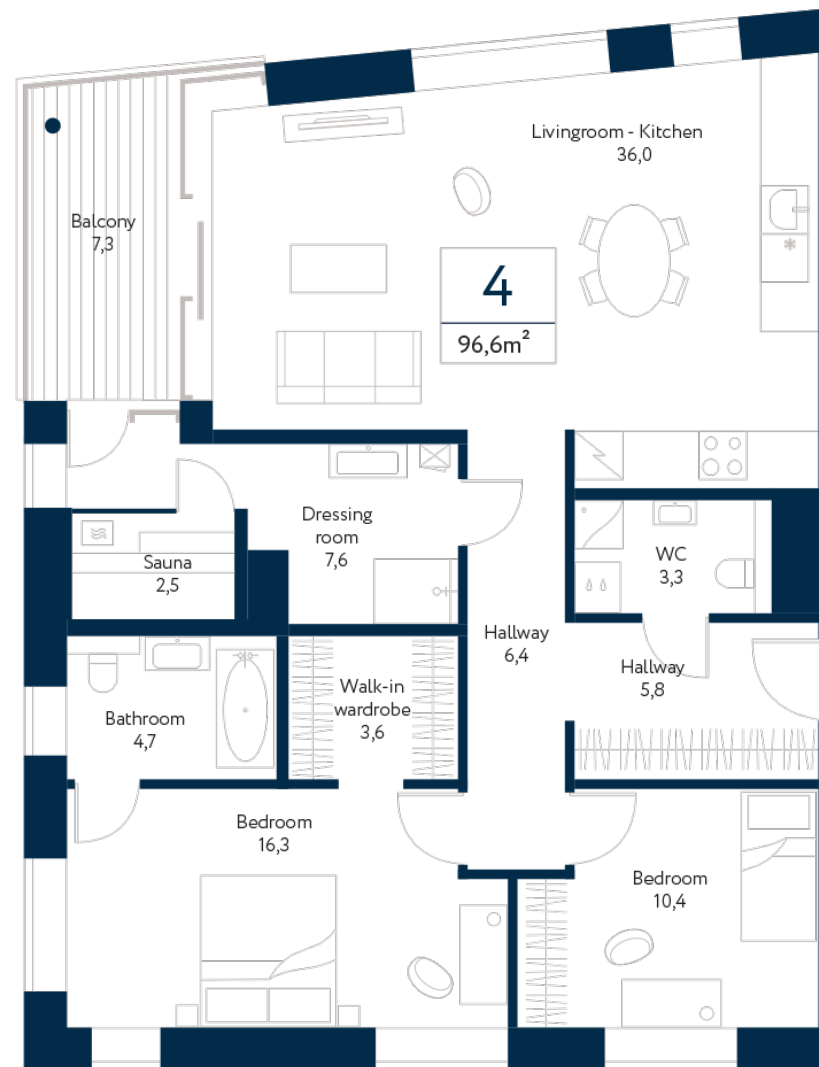 Livingroom - Kitchen
36,0
Balcony
7,3
4
96,6m²
Dressing
room
7,6
WC
3,3
Sauna
2,5
Hallway
6,4
Hallway
5,8
Walk-in
wardrobe
3,6
Bathroom
4,7
Bedroom
16,3
Bedroom
10,4